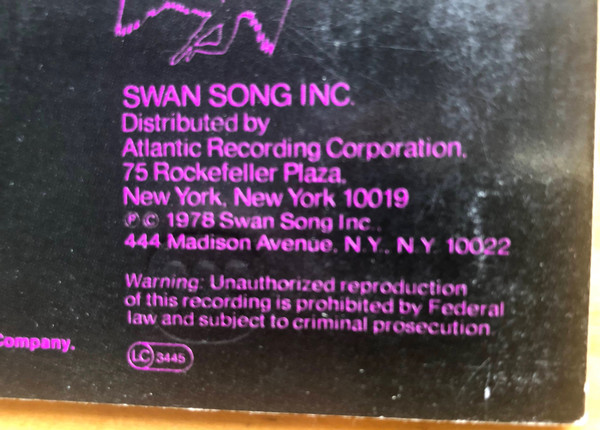 SWAN SONG INC.
Distributed by
Atlantic Recording Corporation,
75 Rockefeller Plaza,
New York, New York 10019
℗ © 1978 Swan Song Inc.,
444 Madison Avenue, N.Y., N.Y. 10022
Warning: Unauthorized reproduction
of this recording is prohibited by Federal
law and subject to criminal prosecution.
Company.
LC 3445